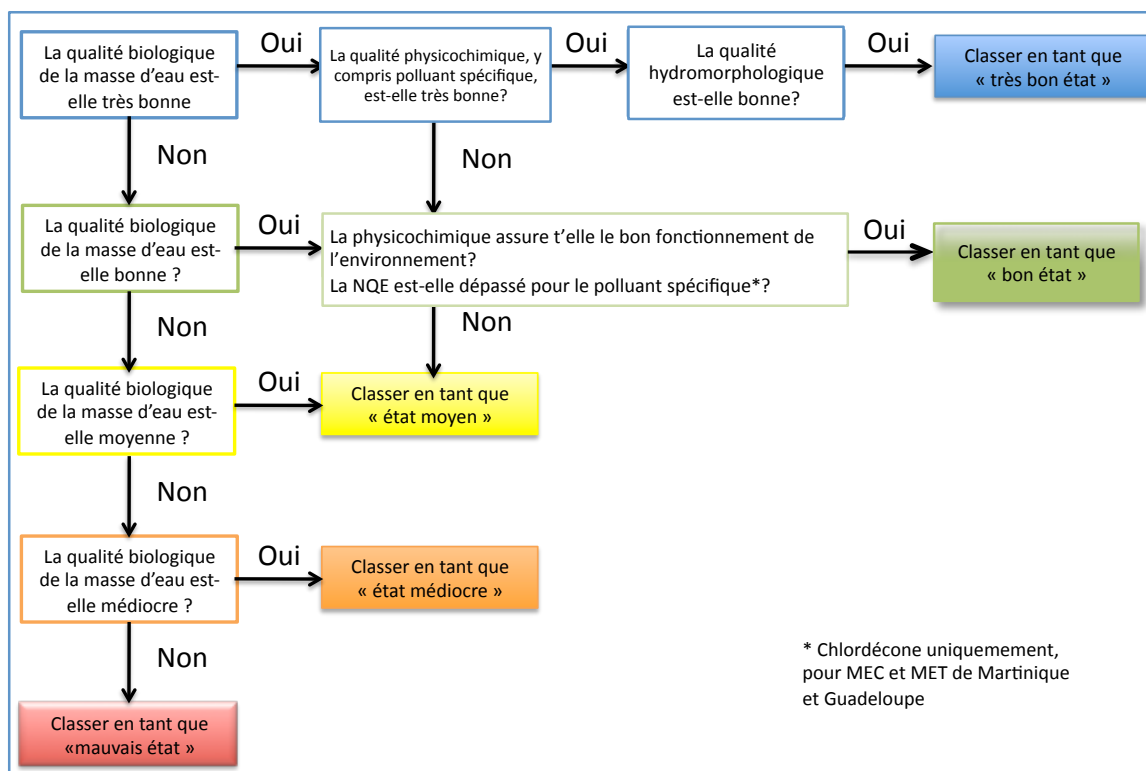 La qualité biologique
de la masse d'eau est-
elle très bonne
Oui
La qualité physicochimique, y
compris polluant spécifique,
est-elle très bonne?
Oui
La
qualité
hydromorphologique
est-elle bonne?
Oui
Classer en tant que
« très bon état »
Non
Non
La qualité biologique
de la masse d'eau est-
elle bonne ?
Oui
La physicochimique assure t'elle le bon fonctionnement de
l'environnement?
La NQE est-elle dépassé pour le polluant spécifique*?
Oui
Classer en tant que
« bon état »
Non
Non
La qualité biologique
de la masse d'eau est-
elle moyenne ?
Oui
Classer en tant que
« état moyen »
Non
La qualité biologique
de la masse d'eau est-
elle médiocre ?
Oui
Classer en tant que
« état médiocre »
Non
* Chlordécone uniquemement,
pour MEC et MET de Martinique
et Guadeloupe
Classer en tant que
«mauvais état »